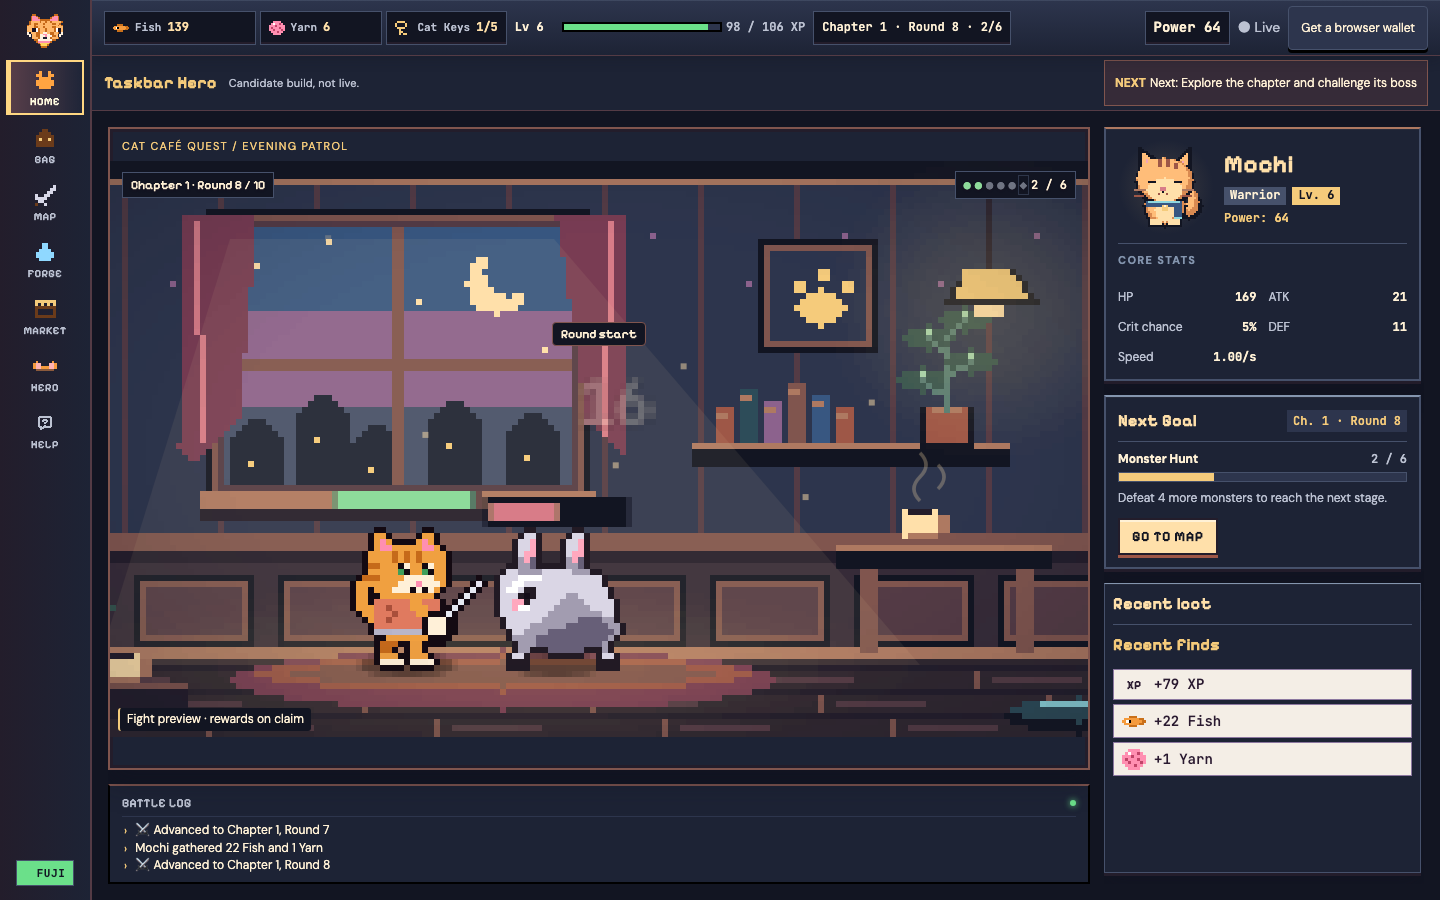 Fish 139
Yarn 6
Cat Keys 1/5
Lv 6
98 / 106 XP
Chapter 1 · Round 8 · 2/6
Power 64
Live
Get a browser wallet
HOME
BAG
MAP
FORGE
MARKET
HERO
HELP
FUJI
Taskbar Hero
Candidate build, not live.
NEXT Next: Explore the chapter and challenge its boss
CAT CAFÉ QUEST / EVENING PATROL
Chapter 1 · Round 8 / 10
2 / 6
Round start
16
Fight preview · rewards on claim
BATTLE LOG
› ⚔ Advanced to Chapter 1, Round 7
› Mochi gathered 22 Fish and 1 Yarn
› ⚔ Advanced to Chapter 1, Round 8
Mochi
Warrior
Lv. 6
Power: 64
CORE STATS
HP 169 ATK 21
Crit chance 5% DEF 11
Speed 1.00/s
Next Goal
Ch. 1 · Round 8
Monster Hunt 2 / 6
Defeat 4 more monsters to reach the next stage.
GO TO MAP
Recent loot
Recent finds
XP +79 XP
+22 Fish
+1 Yarn